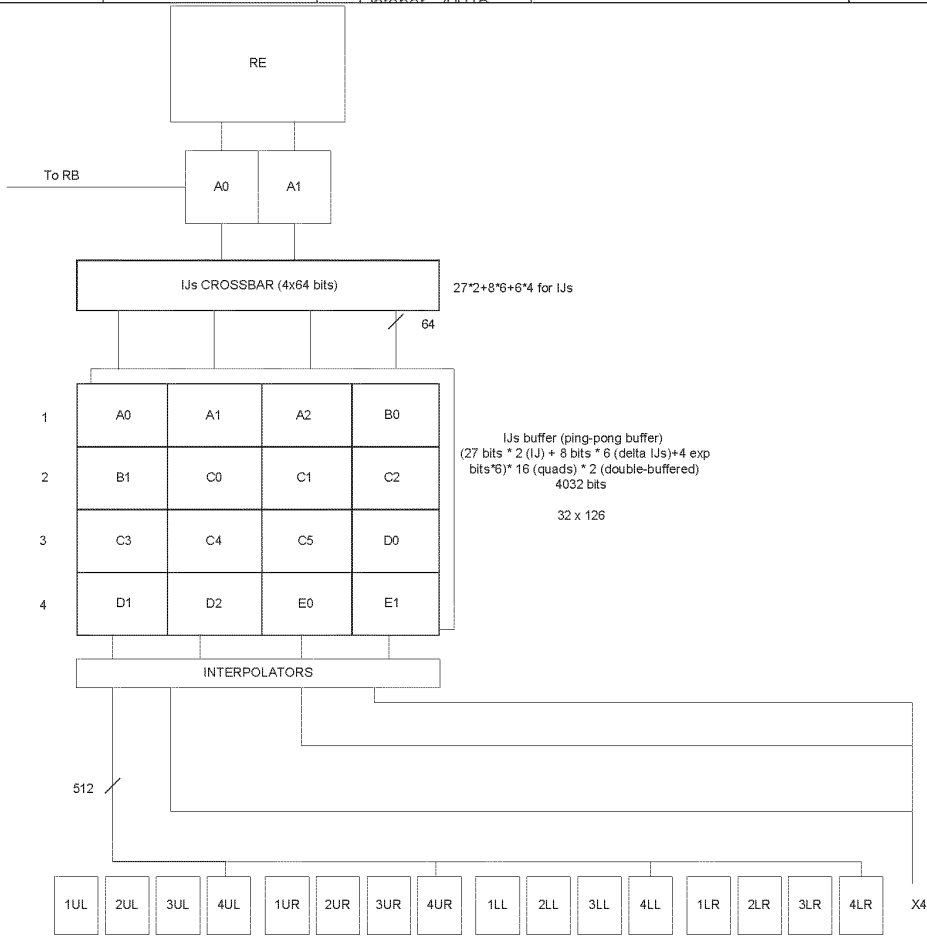 RE
To RB
A0 A1
IJs CROSSBAR (4x64 bits)
27*2+8*6+6*4 for IJs
64
1 A0 A1 A2 B0
2 B1 C0 C1 C2
3 C3 C4 C5 D0
4 D1 D2 E0 E1
IJs buffer (ping-pong buffer)
(27 bits * 2 (IJ) + 8 bits * 6 (delta IJs)+4 exp
bits*6)* 16 (quads) * 2 (double-buffered)
4032 bits
32 x 126
INTERPOLATORS
512
1UL 2UL 3UL 4UL 1UR 2UR 3UR 4UR 1LL 2LL 3LL 4LL 1LR 2LR 3LR 4LR X4